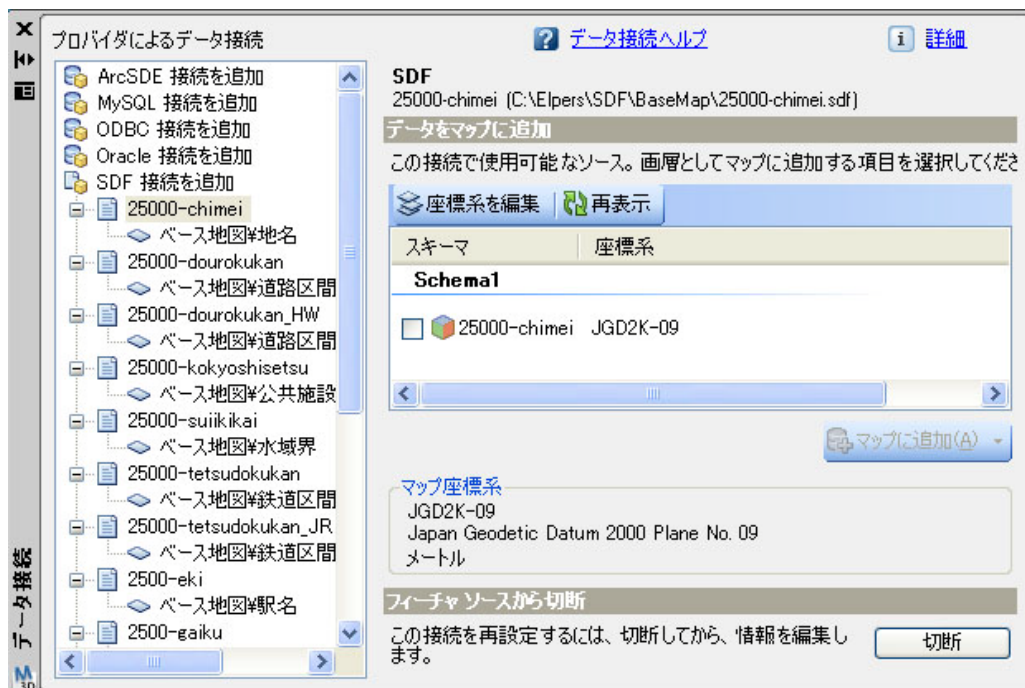 プロバイダによるデータ接続
データ接続ヘルプ
詳細
ArcSDE 接続を追加
MySQL 接続を追加
ODBC 接続を追加
Oracle 接続を追加
SDF 接続を追加
25000-chimei
ベース地図¥地名
25000-dourokukan
ベース地図¥道路区間
25000-dourokukan_HW
ベース地図¥道路区間
25000-kokyoshisetsu
ベース地図¥公共施設
25000-suiikikai
ベース地図¥水域界
25000-tetsudokukan
ベース地図¥鉄道区間
25000-tetsudokukan_JR
ベース地図¥鉄道区間
2500-eki
ベース地図¥駅名
2500-gaiku
SDF
25000-chimei (C:\Elpers\SDF\BaseMap\25000-chimei.sdf)
データをマップに追加
この接続で使用可能なソース。画層としてマップに追加する項目を選択してくださ
座標系を編集
再表示
スキーマ 座標系
Schema1
25000-chimei JGD2K-09
マップに追加(A)
マップ座標系
JGD2K-09
Japan Geodetic Datum 2000 Plane No. 09
メートル
フィーチャ ソースから切断
この接続を再設定するには、切断してから、情報を編集し
ます。
切断
データ接続